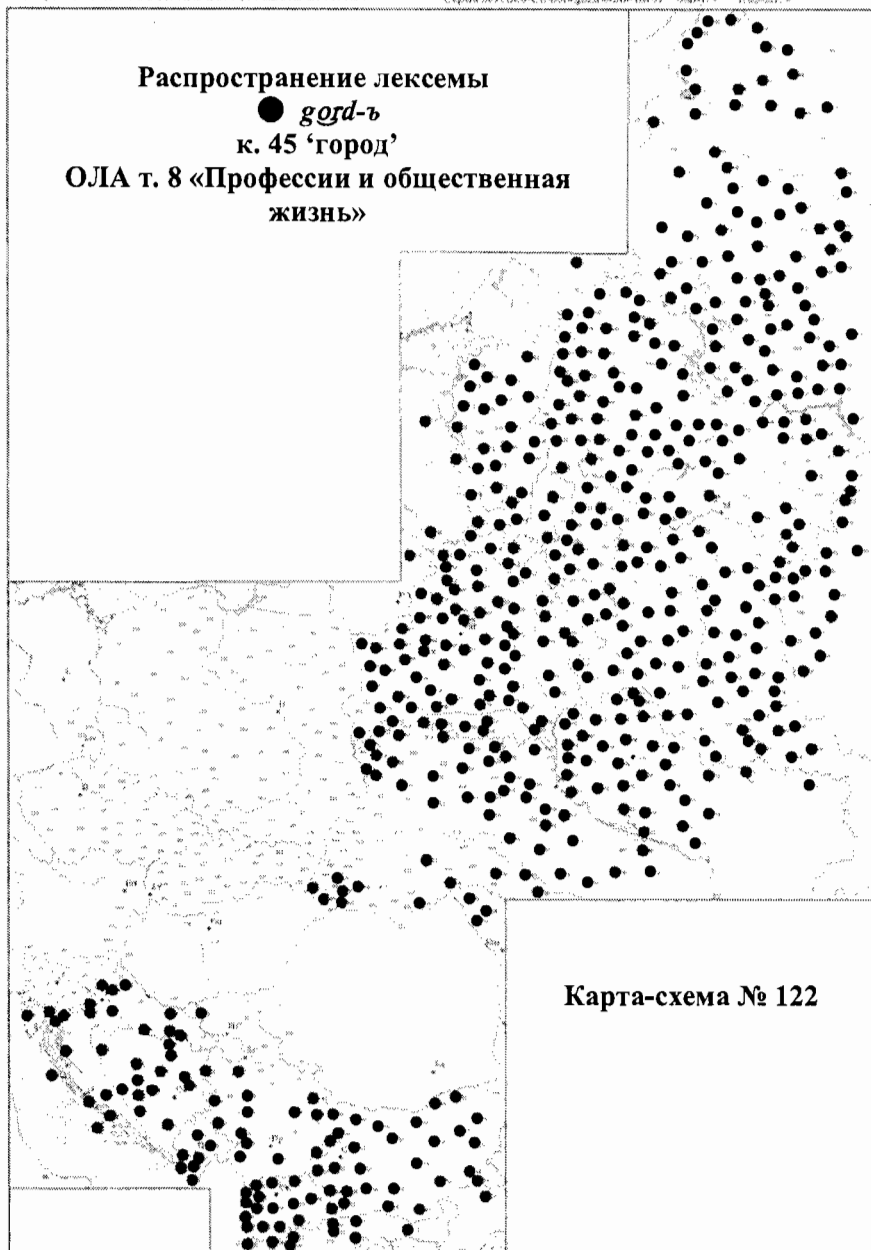 Распространение лексемы
● gord-ъ
к. 45 ‘город’
ОЛА т. 8 «Профессии и общественная
жизнь»
Карта-схема № 122